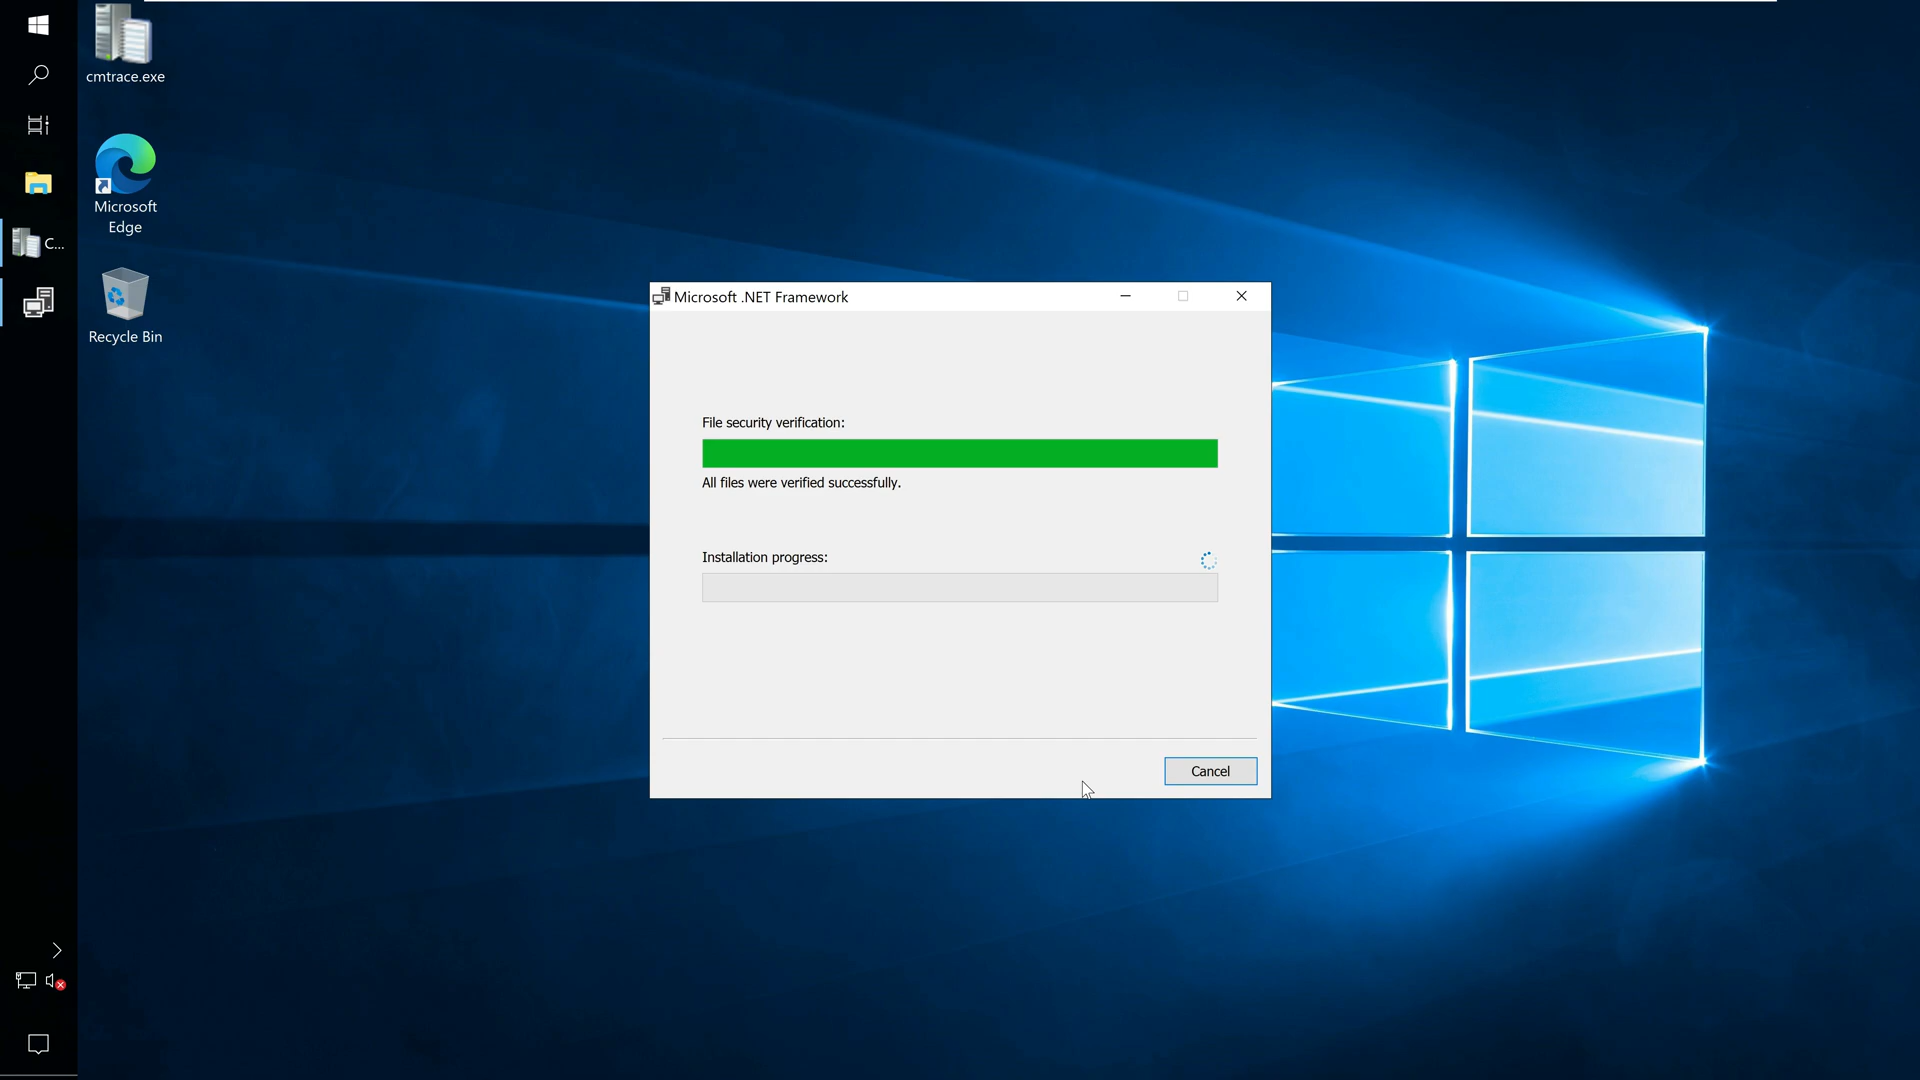 cmtrace.exe
Microsoft
Edge
C...
Recycle Bin
Microsoft .NET Framework
File security verification:
All files were verified successfully.
Installation progress:
Cancel